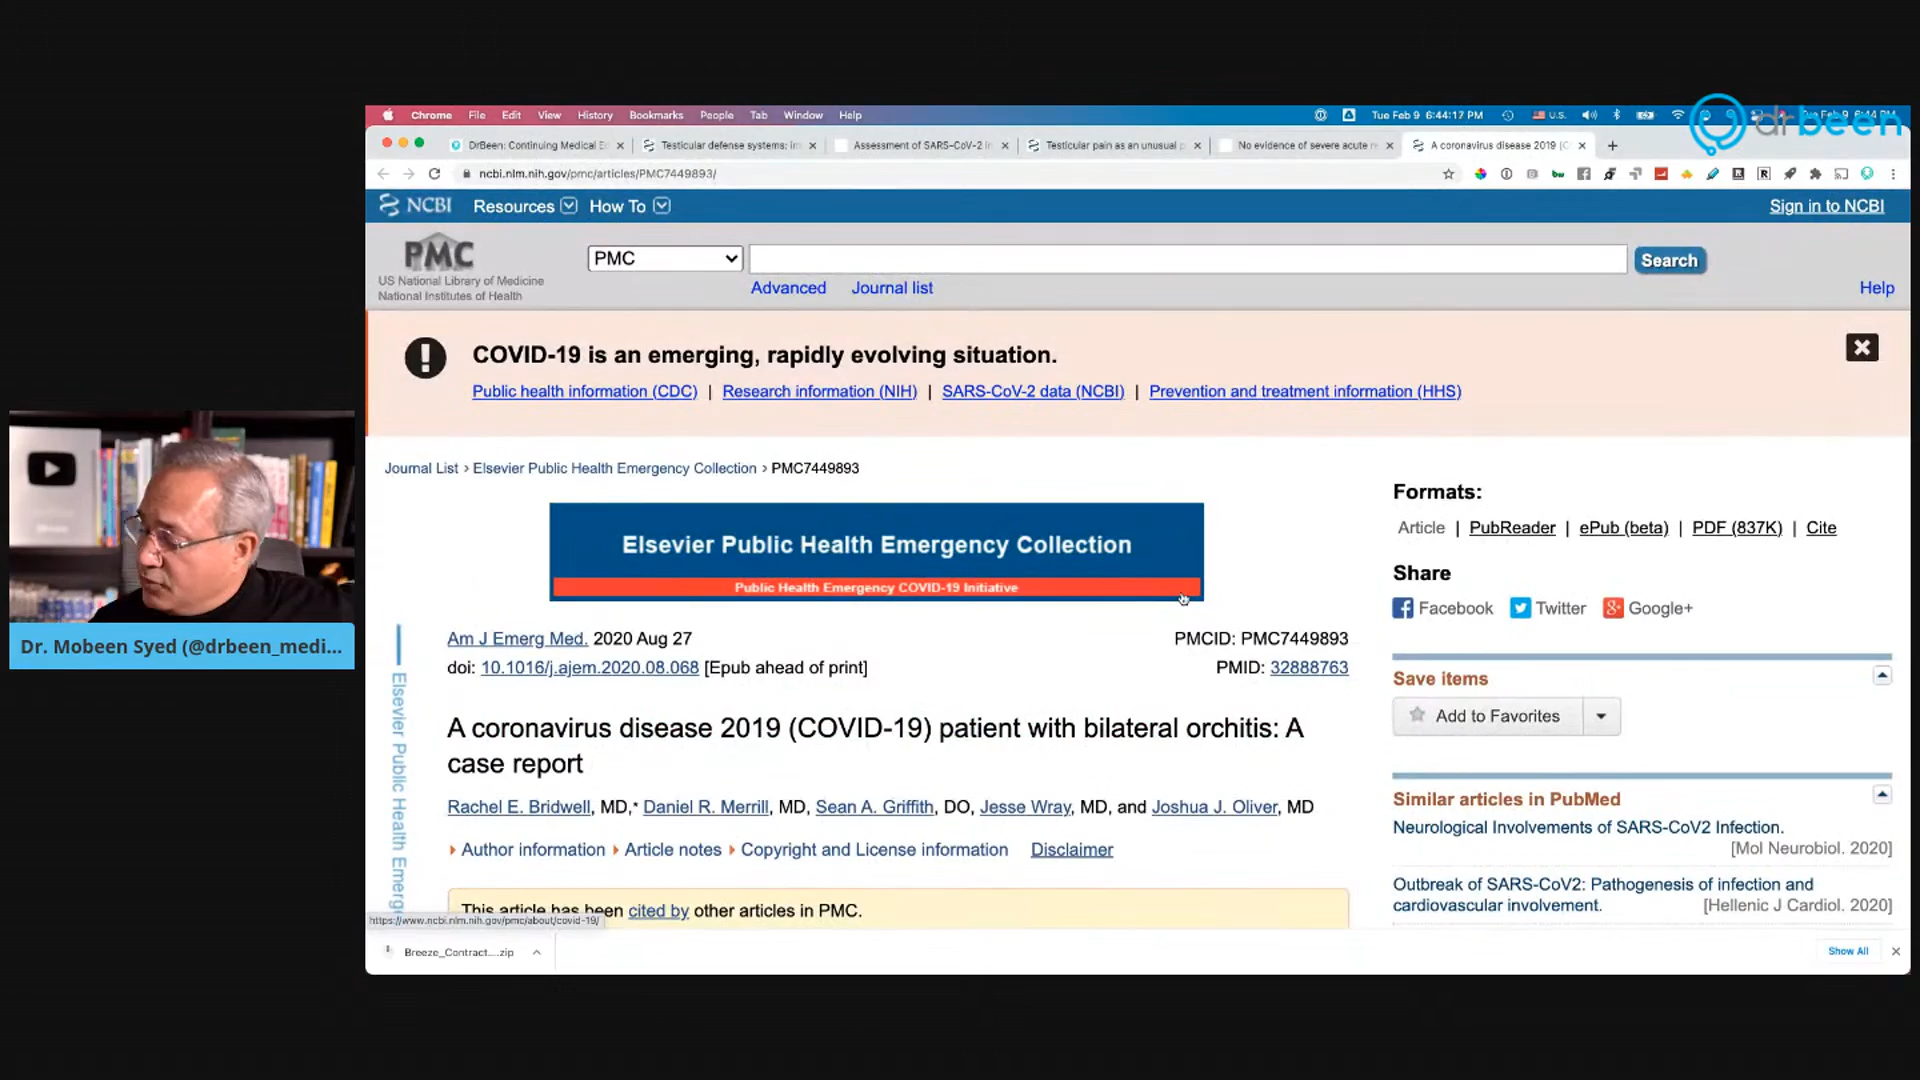 Chrome File Edit View History Bookmarks People Tab Window Help
U.S. Tue Feb 9 6:44:17 PM
drbeen
DrBeen: Continuing Medical E
Testicular defense systems: i
Assessment of SARS-CoV-2 i
Testicular pain as an unusual p
No evidence of severe acute r
A coronavirus disease 2019 (C
ncbi.nlm.nih.gov/pmc/articles/PMC7449893/
NCBI Resources How To Sign in to NCBI
PMC
US National Library of Medicine
National Institutes of Health
PMC Search
Advanced Journal list Help
COVID-19 is an emerging, rapidly evolving situation.
Public health information (CDC) | Research information (NIH) | SARS-CoV-2 data (NCBI) | Prevention and treatment information (HHS)
Journal List › Elsevier Public Health Emergency Collection › PMC7449893
Elsevier Public Health Emergency Collection
Public Health Emergency COVID-19 Initiative
Am J Emerg Med. 2020 Aug 27 PMCID: PMC7449893
doi: 10.1016/j.ajem.2020.08.068 [Epub ahead of print] PMID: 32888763
A coronavirus disease 2019 (COVID-19) patient with bilateral orchitis: A
case report
Rachel E. Bridwell, MD,* Daniel R. Merrill, MD, Sean A. Griffith, DO, Jesse Wray, MD, and Joshua J. Oliver, MD
Author information Article notes Copyright and License information Disclaimer
This article has been cited by other articles in PMC.
Elsevier Public Health Emerge
Formats:
Article | PubReader | ePub (beta) | PDF (837K) | Cite
Share
Facebook Twitter Google+
Save items
Add to Favorites
Similar articles in PubMed
Neurological Involvements of SARS-CoV2 Infection.
[Mol Neurobiol. 2020]
Outbreak of SARS-CoV2: Pathogenesis of infection and
cardiovascular involvement. [Hellenic J Cardiol. 2020]
https://www.ncbi.nlm.nih.gov/pmc/about/covid-19/
Breeze_Contract....zip Show All
Dr. Mobeen Syed (@drbeen_medi...